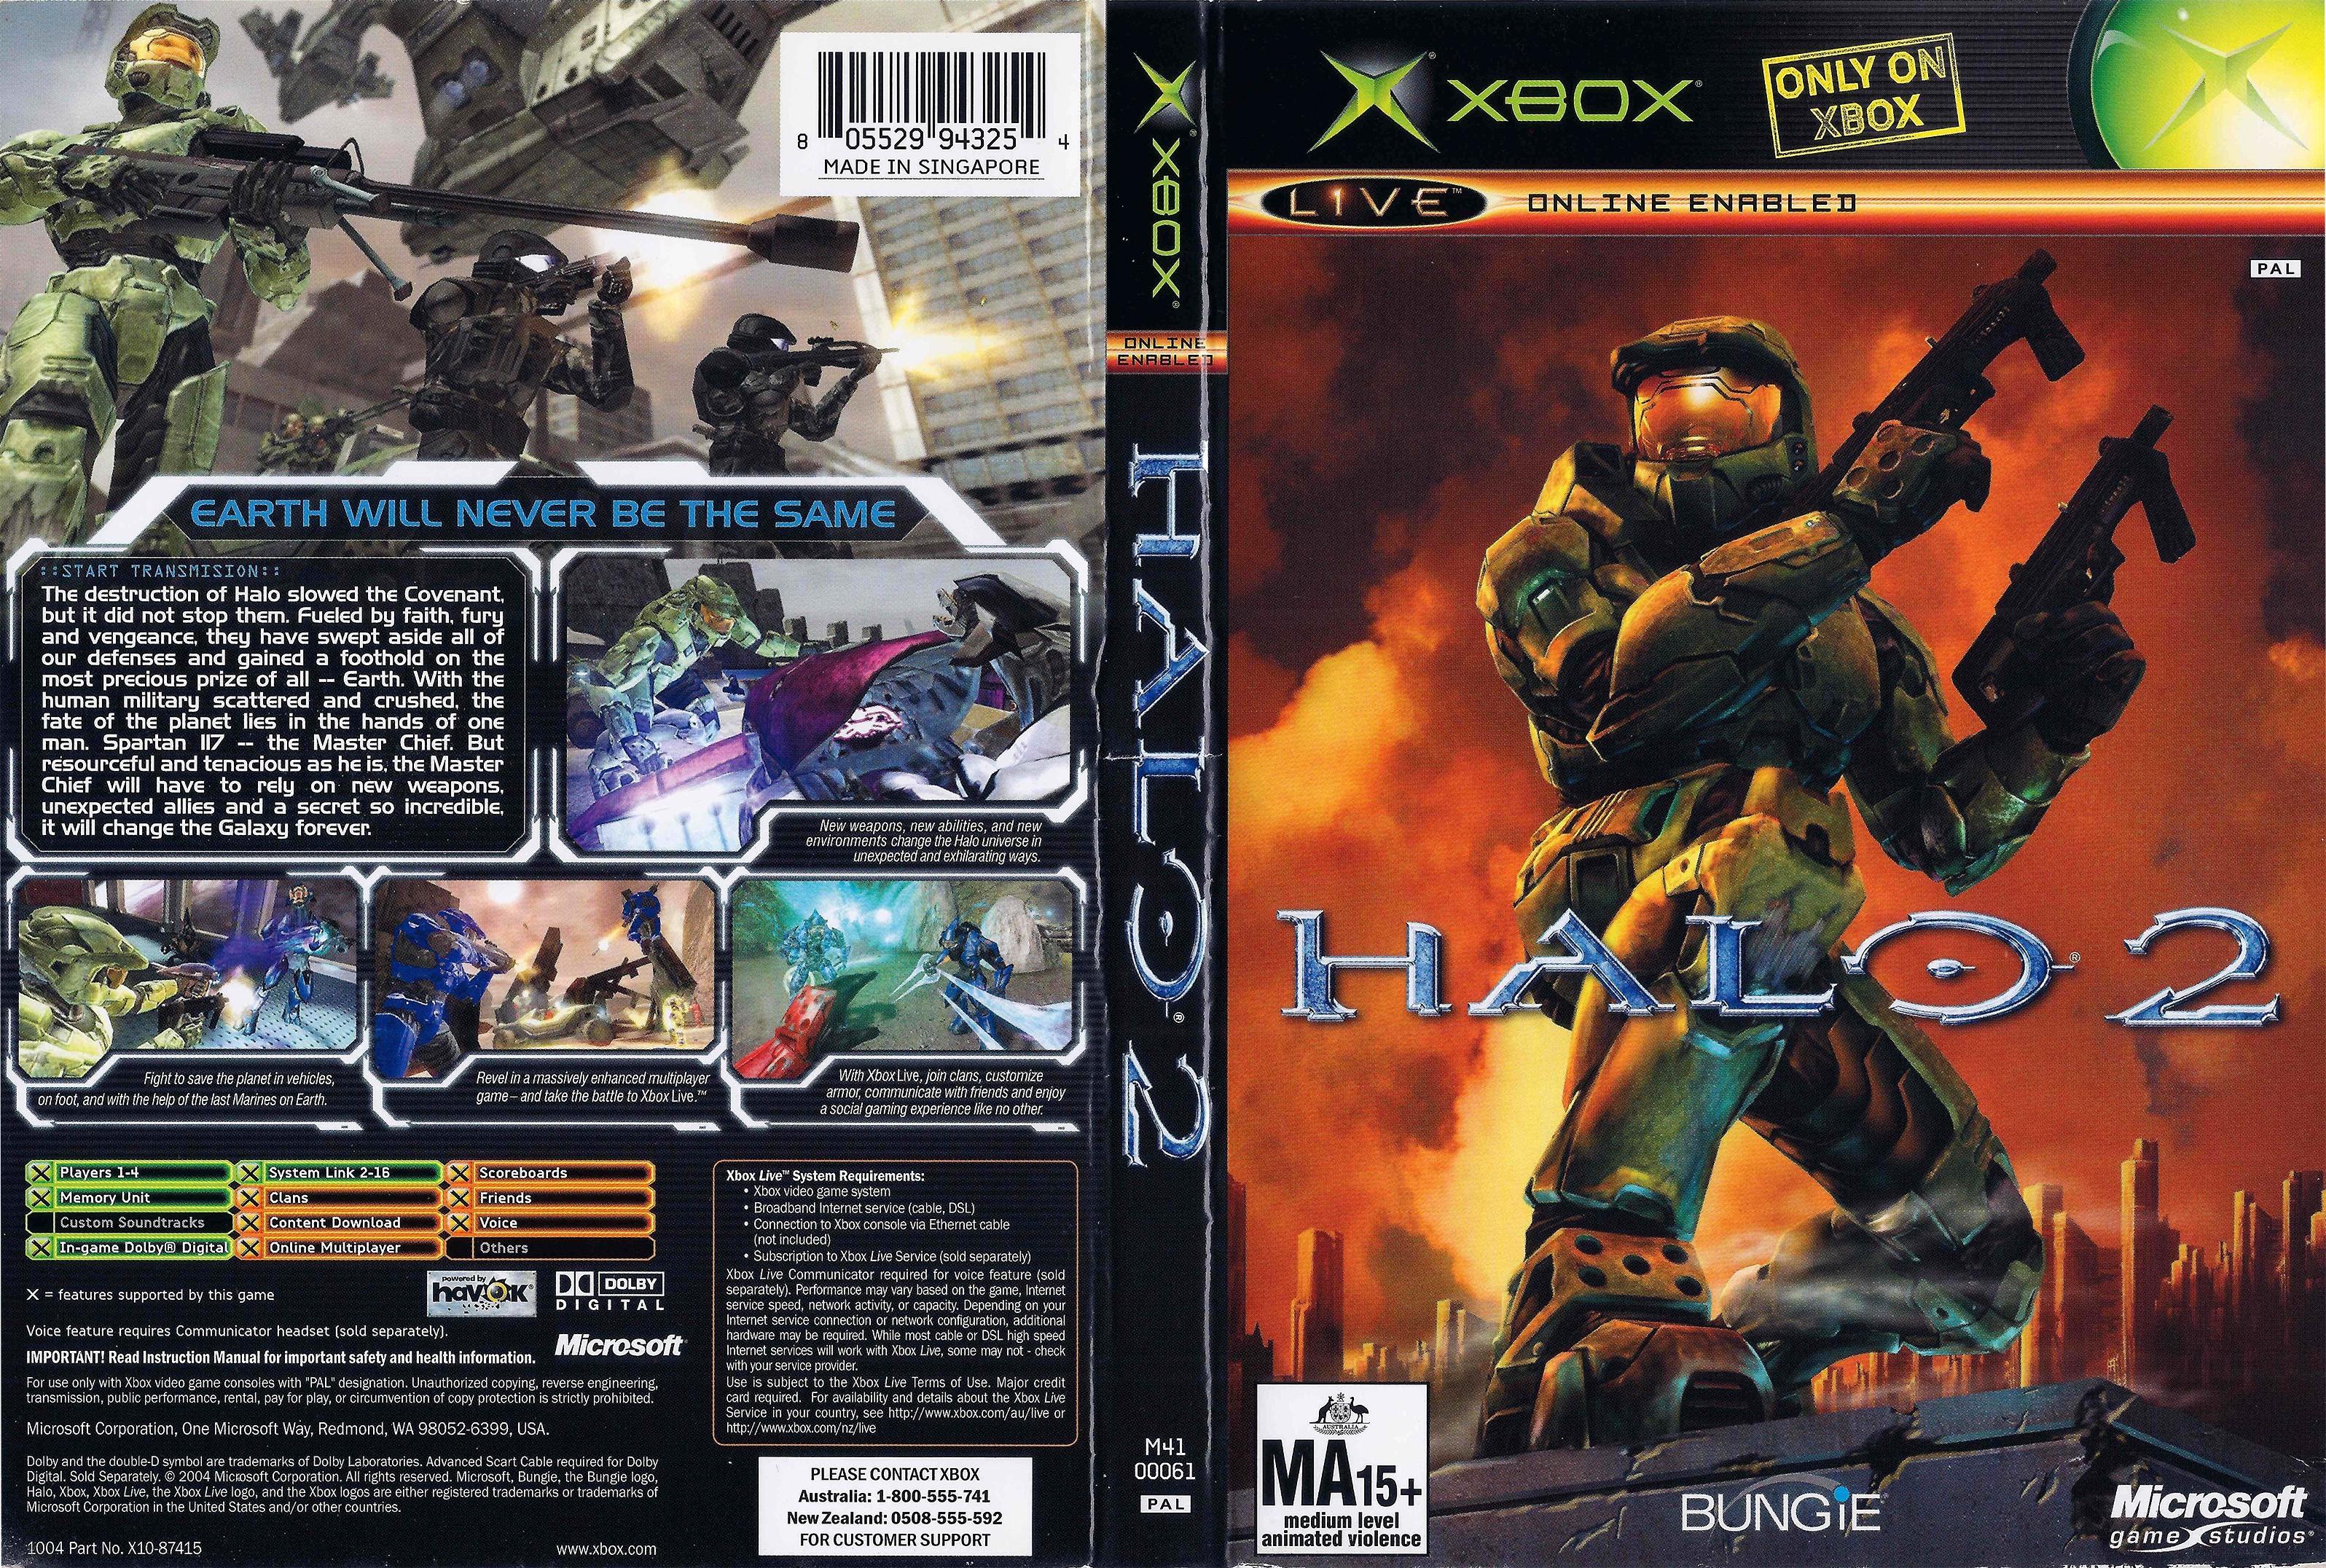 8 05529 94325 4
MADE IN SINGAPORE
EARTH WILL NEVER BE THE SAME
::START TRANSMISION::
The destruction of Halo slowed the Covenant,
but it did not stop them. Fueled by faith, fury
and vengeance, they have swept aside all of
our defenses and gained a foothold on the
most precious prize of all -- Earth. With the
human military scattered and crushed, the
fate of the planet lies in the hands of one
man. Spartan 117 -- the Master Chief. But
resourceful and tenacious as he is, the Master
Chief will have to rely on new weapons,
unexpected allies and a secret so incredible,
it will change the Galaxy forever.
New weapons, new abilities, and new
environments change the Halo universe in
unexpected and exhilarating ways.
Fight to save the planet in vehicles,
on foot, and with the help of the last Marines on Earth.
Revel in a massively enhanced multiplayer
game – and take the battle to Xbox Live.™
With Xbox Live, join clans, customize
armor, communicate with friends and enjoy
a social gaming experience like no other.
X Players 1-4
X System Link 2-16
X Scoreboards
X Memory Unit
X Clans
X Friends
Custom Soundtracks
X Content Download
X Voice
X In-game Dolby® Digital
X Online Multiplayer
Others
X = features supported by this game
powered by
havok
DOLBY
DIGITAL
Microsoft®
Voice feature requires Communicator headset (sold separately).
IMPORTANT! Read Instruction Manual for important safety and health information.
For use only with Xbox video game consoles with "PAL" designation. Unauthorized copying, reverse engineering,
transmission, public performance, rental, pay for play, or circumvention of copy protection is strictly prohibited.
Microsoft Corporation, One Microsoft Way, Redmond, WA 98052-6399, USA.
Dolby and the double-D symbol are trademarks of Dolby Laboratories. Advanced Scart Cable required for Dolby
Digital. Sold Separately. © 2004 Microsoft Corporation. All rights reserved. Microsoft, Bungie, the Bungie logo,
Halo, Xbox, Xbox Live, the Xbox Live logo, and the Xbox logos are either registered trademarks or trademarks of
Microsoft Corporation in the United States and/or other countries.
1004 Part No. X10-87415
www.xbox.com
Xbox Live™ System Requirements:
• Xbox video game system
• Broadband Internet service (cable, DSL)
• Connection to Xbox console via Ethernet cable
(not included)
• Subscription to Xbox Live Service (sold separately)
Xbox Live Communicator required for voice feature (sold
separately). Performance may vary based on the game, Internet
service speed, network activity, or capacity. Depending on your
Internet service connection or network configuration, additional
hardware may be required. While most cable or DSL high speed
Internet services will work with Xbox Live, some may not - check
with your service provider.
Use is subject to the Xbox Live Terms of Use. Major credit
card required. For availability and details about the Xbox Live
Service in your country, see http://www.xbox.com/au/live or
http://www.xbox.com/nz/live
PLEASE CONTACT XBOX
Australia: 1-800-555-741
New Zealand: 0508-555-592
FOR CUSTOMER SUPPORT
XBOX®
ONLINE
ENABLED
HALO® 2
M41
00061
PAL
XBOX®
ONLY ON
XBOX
LIVE™ ONLINE ENABLED
PAL
HALO® 2
AUSTRALIA
MA15+
medium level
animated violence
BUNGiE
Microsoft®
game studios®